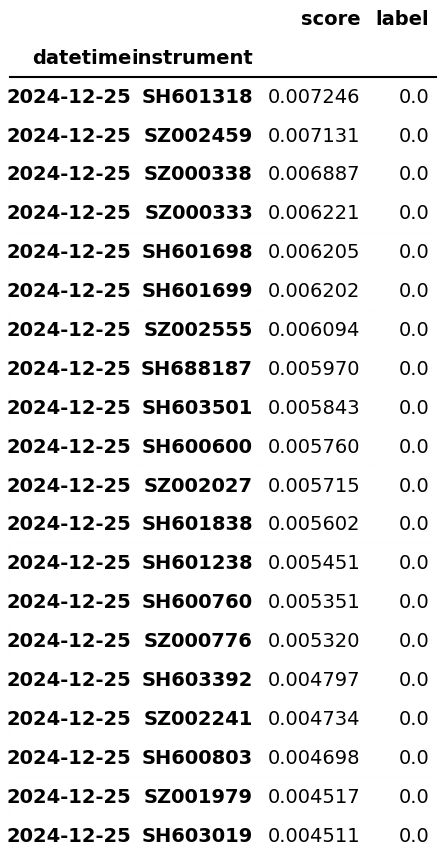 score label
datetime instrument
2024-12-25 SH601318 0.007246 0.0
2024-12-25 SZ002459 0.007131 0.0
2024-12-25 SZ000338 0.006887 0.0
2024-12-25 SZ000333 0.006221 0.0
2024-12-25 SH601698 0.006205 0.0
2024-12-25 SH601699 0.006202 0.0
2024-12-25 SZ002555 0.006094 0.0
2024-12-25 SH688187 0.005970 0.0
2024-12-25 SH603501 0.005843 0.0
2024-12-25 SH600600 0.005760 0.0
2024-12-25 SZ002027 0.005715 0.0
2024-12-25 SH601838 0.005602 0.0
2024-12-25 SH601238 0.005451 0.0
2024-12-25 SH600760 0.005351 0.0
2024-12-25 SZ000776 0.005320 0.0
2024-12-25 SH603392 0.004797 0.0
2024-12-25 SZ002241 0.004734 0.0
2024-12-25 SH600803 0.004698 0.0
2024-12-25 SZ001979 0.004517 0.0
2024-12-25 SH603019 0.004511 0.0